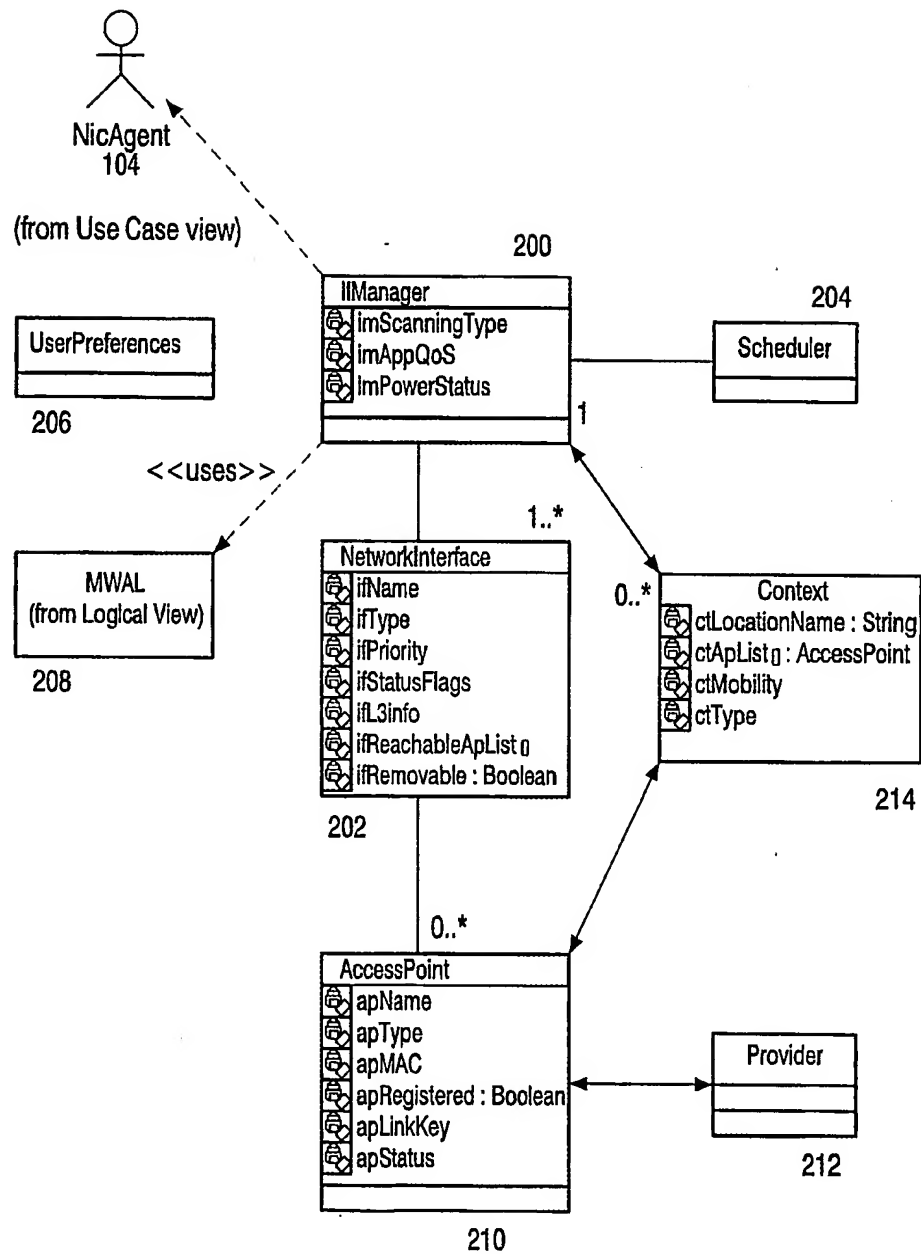 NicAgent
104
(from Use Case view)
200
IIManager
imScanningType
imAppQoS
imPowerStatus
204
Scheduler
UserPreferences
206
1
<<uses>>
1..*
MWAL
(from Logical View)
208
NetworkInterface
ifName
ifType
ifPriority
ifStatusFlags
ifL3info
ifReachableApList[]
ifRemovable : Boolean
202
0..*
Context
ctLocationName : String
ctApList[] : AccessPoint
ctMobility
ctType
214
0..*
AccessPoint
apName
apType
apMAC
apRegistered : Boolean
apLinkKey
apStatus
210
Provider
212